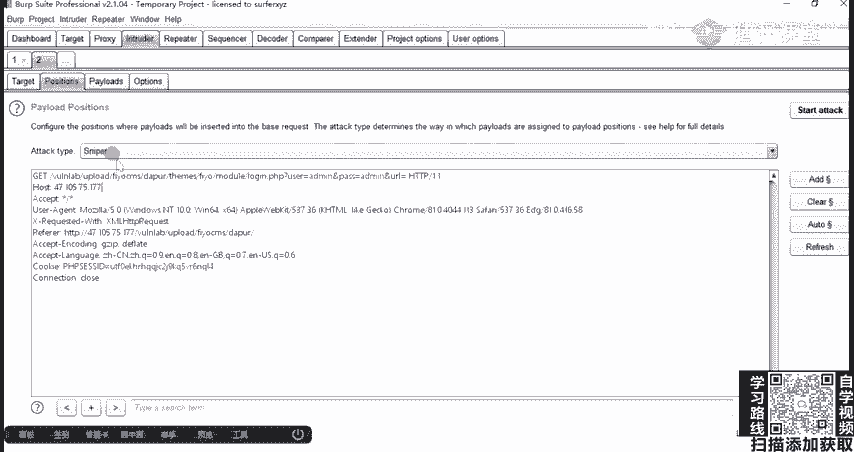 Burp Suite Professional v2.1.04 - Temporary Project - licensed to surferxyz
Burp Project Intruder Repeater Window Help
Dashboard Target Proxy Intruder Repeater Sequencer Decoder Comparer Extender Project options User options
1 × 2 × ...
Target Positions Payloads Options
Payload Positions
Start attack
Configure the positions where payloads will be inserted into the base request. The attack type determines the way in which payloads are assigned to payload positions - see help for full details.
Attack type: Sniper
GET /vulnlab/upload/fiyocms/dapur/themes/fiyo/module/login.php?user=admin&pass=admin&url= HTTP/1.1
Host: 47.105.75.177
Accept: */*
User-Agent: Mozilla/5.0 (Windows NT 10.0; Win64; x64) AppleWebKit/537.36 (KHTML, like Gecko) Chrome/81.0.4044.113 Safari/537.36 Edg/81.0.416.58
X-Requested-With: XMLHttpRequest
Referer: http://47.105.75.177/vulnlab/upload/fiyocms/dapur/
Accept-Encoding: gzip, deflate
Accept-Language: zh-CN,zh;q=0.9,en;q=0.8,en-GB;q=0.7,en-US;q=0.6
Connection: close
Add §
Clear §
Auto §
Refresh
< + > Type a search term
工具
学习路线
自学视频
扫描添加获取